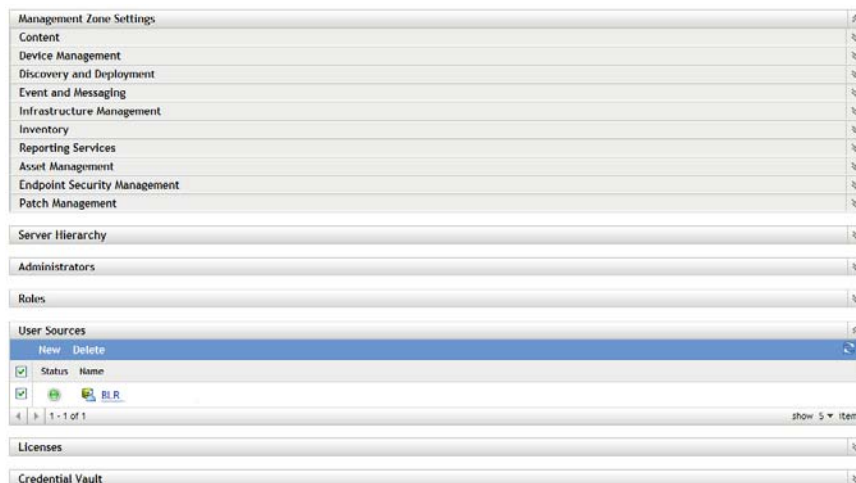 Management Zone Settings
Content
Device Management
Discovery and Deployment
Event and Messaging
Infrastructure Management
Inventory
Reporting Services
Asset Management
Endpoint Security Management
Patch Management
Server Hierarchy
Administrators
Roles
User Sources
New Delete
Status Name
BLR
1 - 1 of 1 show 5 item
Licenses
Credential Vault